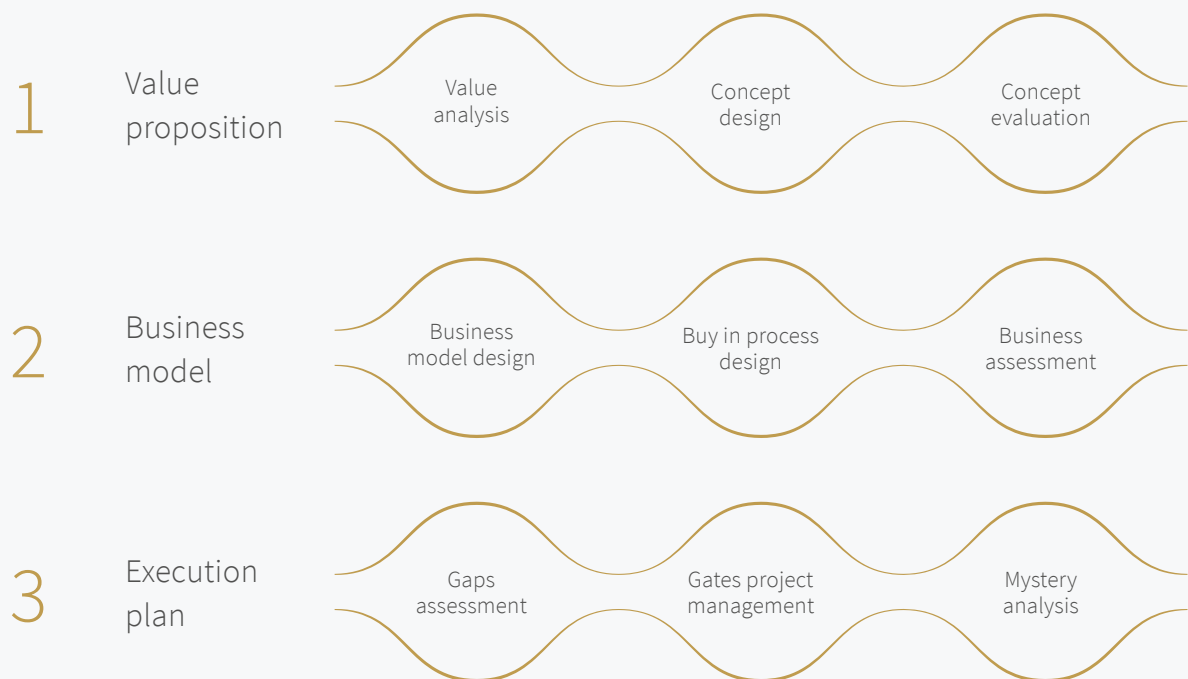 1
Value
proposition
Value
analysis
Concept
design
Concept
evaluation
2
Business
model
Business
model design
Buy in process
design
Business
assessment
3
Execution
plan
Gaps
assessment
Gates project
management
Mystery
analysis